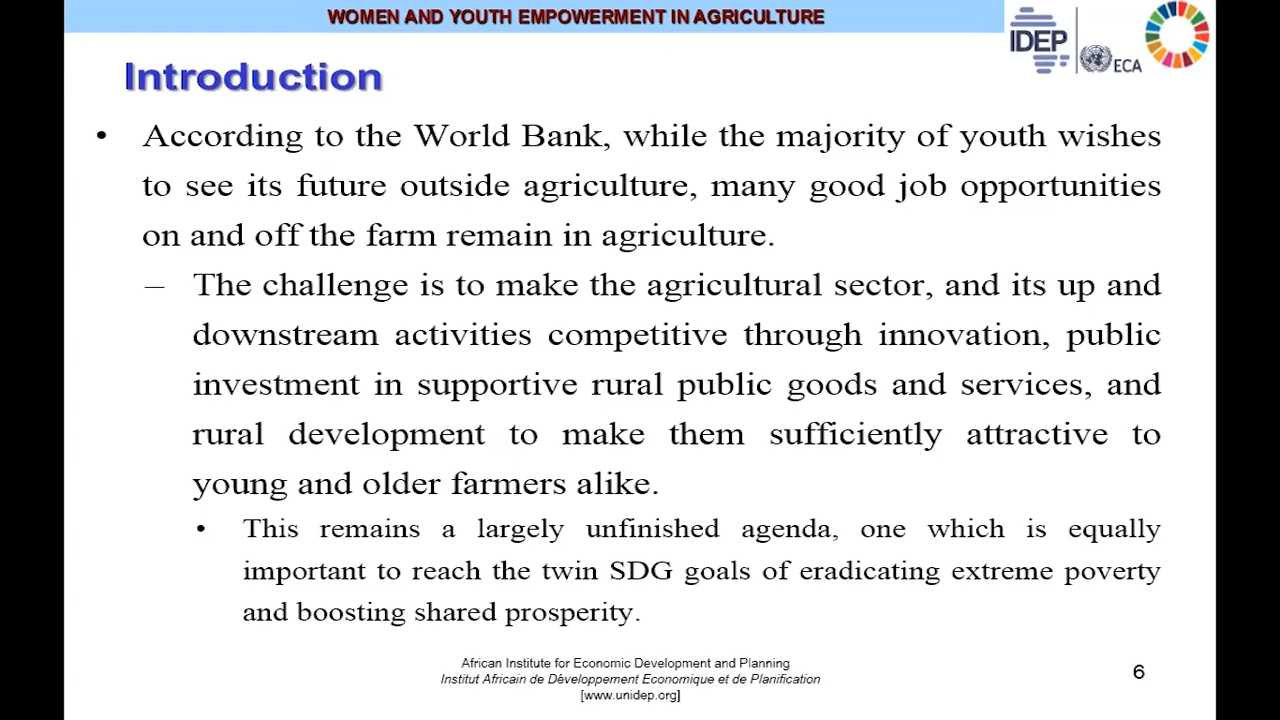 WOMEN AND YOUTH EMPOWERMENT IN AGRICULTURE
IDEP
ECA
Introduction
• According to the World Bank, while the majority of youth wishes
to see its future outside agriculture, many good job opportunities
on and off the farm remain in agriculture.
– The challenge is to make the agricultural sector, and its up and
downstream activities competitive through innovation, public
investment in supportive rural public goods and services, and
rural development to make them sufficiently attractive to
young and older farmers alike.
• This remains a largely unfinished agenda, one which is equally
important to reach the twin SDG goals of eradicating extreme poverty
and boosting shared prosperity.
African Institute for Economic Development and Planning
Institut Africain de Développement Economique et de Planification
[www.unidep.org]
6